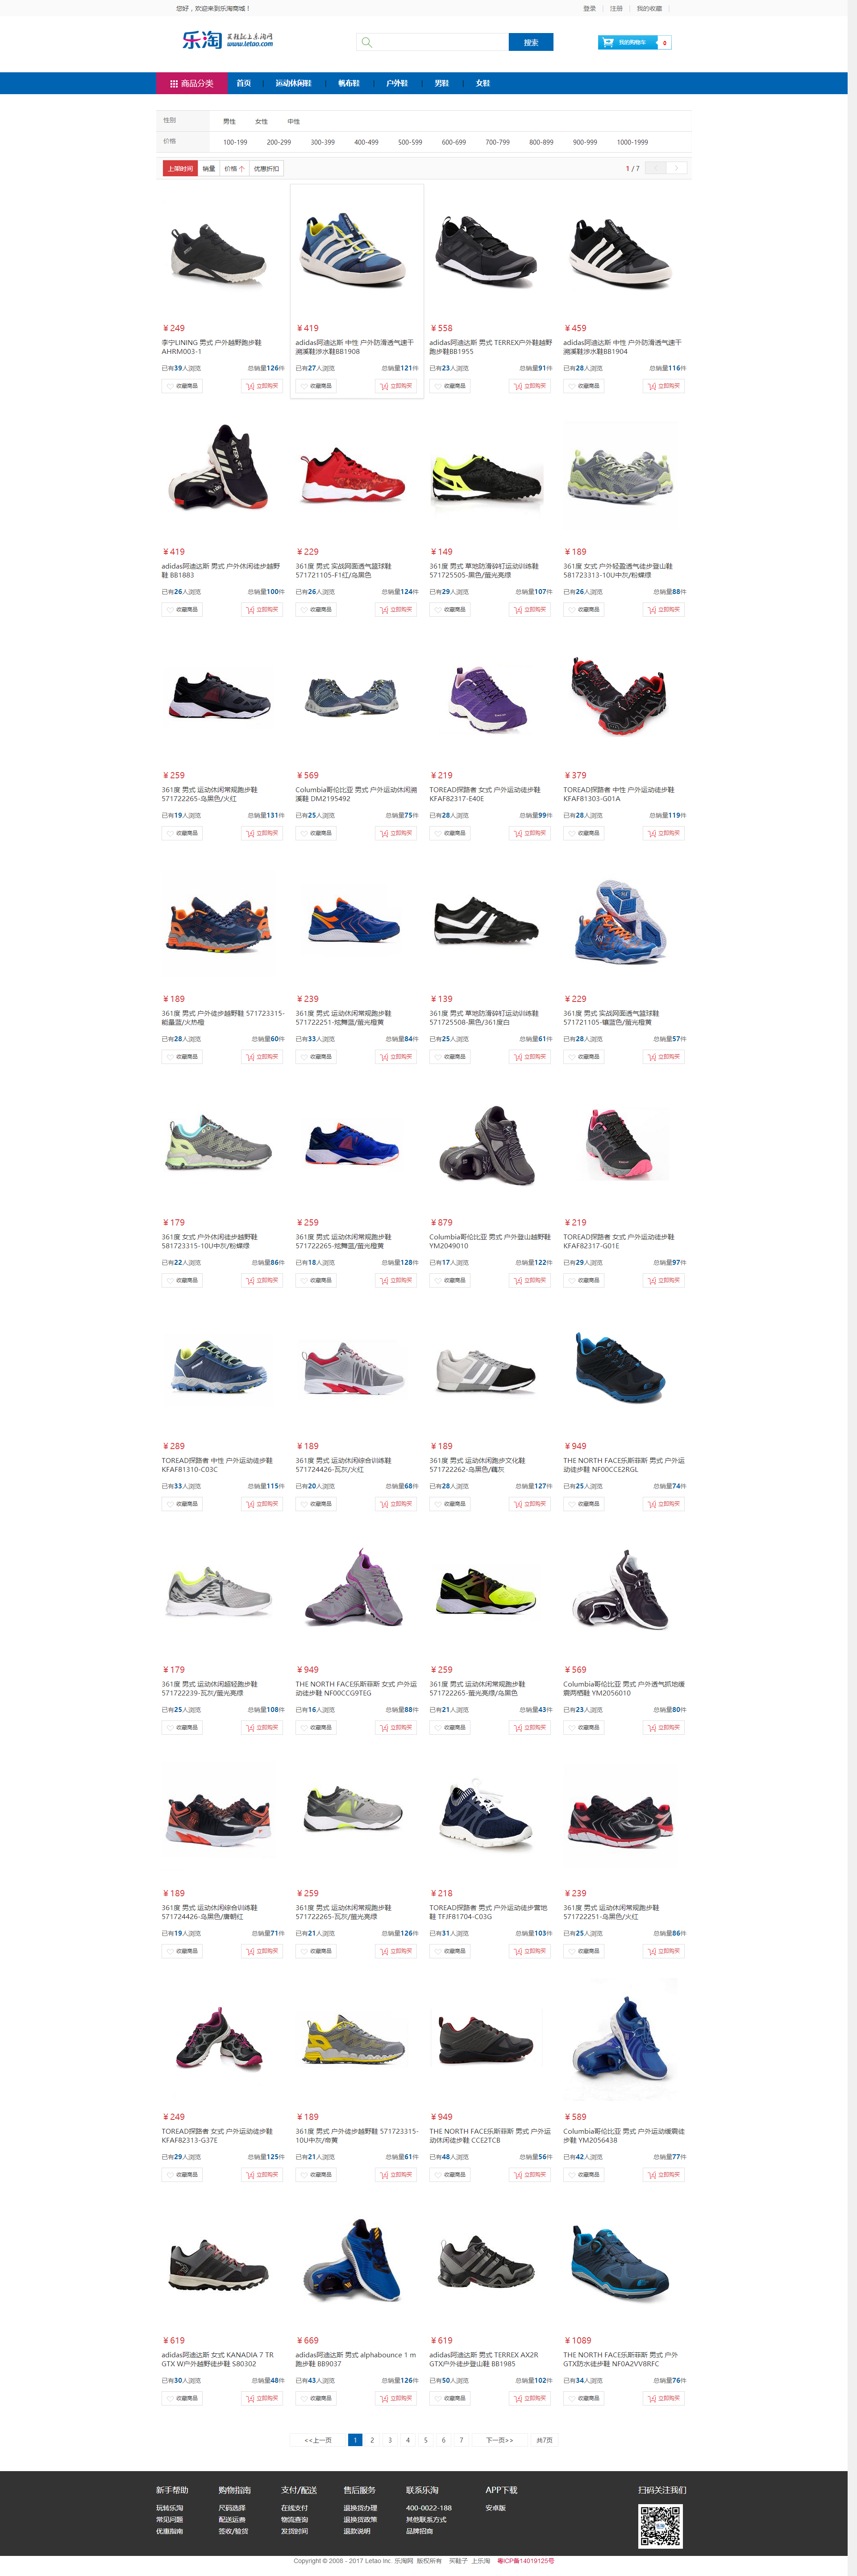 您好，欢迎来到乐淘商城！
登录 注册 我的收藏
乐淘 买鞋就上乐淘网
www.letao.com
搜索
我的购物车 0
商品分类 首页 运动休闲鞋 帆布鞋 户外鞋 男鞋 女鞋
性别 男性 女性 中性
价格 100-199 200-299 300-399 400-499 500-599 600-699 700-799 800-899 900-999 1000-1999
上架时间 销量 价格 个 优惠折扣 1 / 7
￥249 ￥419 ￥558 ￥459
李宁LINING 男式 户外越野跑步鞋 adidas阿迪达斯 中性 户外防滑透气速干 adidas阿迪达斯 男式 TERREX户外鞋越野 adidas阿迪达斯 中性 户外防滑透气速干
AHRM003-1 溯溪鞋涉水鞋BB1908 跑步鞋BB1955 溯溪鞋涉水鞋BB1904
已有39人浏览 总销量126件 已有27人浏览 总销量121件 已有23人浏览 总销量91件 已有28人浏览 总销量116件
收藏商品 立即购买 收藏商品 立即购买 收藏商品 立即购买 收藏商品 立即购买
￥419 ￥229 ￥149 ￥189
adidas阿迪达斯 男式 户外休闲徒步越野 361度 男式 实战网面透气篮球鞋 361度 男式 草地防滑碎钉运动训练鞋 361度 女式 户外轻盈透气徒步登山鞋
鞋 BB1883 571721105-F1红/乌黑色 571725505-黑色/萤光亮绿 581723313-10U中灰/粉蝶绿
已有26人浏览 总销量100件 已有26人浏览 总销量124件 已有29人浏览 总销量107件 已有26人浏览 总销量88件
收藏商品 立即购买 收藏商品 立即购买 收藏商品 立即购买 收藏商品 立即购买
￥259 ￥569 ￥219 ￥379
361度 男式 运动休闲常规跑步鞋 Columbia哥伦比亚 男式 户外运动休闲溯 TOREAD探路者 女式 户外运动徒步鞋 TOREAD探路者 中性 户外运动徒步鞋
571722265-乌黑色/火红 溪鞋 DM2195492 KFAF82317-E40E KFAF81303-G01A
已有19人浏览 总销量131件 已有25人浏览 总销量75件 已有28人浏览 总销量99件 已有28人浏览 总销量119件
收藏商品 立即购买 收藏商品 立即购买 收藏商品 立即购买 收藏商品 立即购买
￥189 ￥239 ￥139 ￥229
361度 男式 户外徒步越野鞋 571723315- 361度 男式 运动休闲常规跑步鞋 361度 男式 草地防滑碎钉运动训练鞋 361度 男式 实战网面透气篮球鞋
能量蓝/火热橙 571722251-炫舞蓝/萤光橙黄 571725508-黑色/361度白 571721105-镶蓝色/萤光橙黄
已有28人浏览 总销量60件 已有33人浏览 总销量84件 已有25人浏览 总销量61件 已有28人浏览 总销量57件
收藏商品 立即购买 收藏商品 立即购买 收藏商品 立即购买 收藏商品 立即购买
￥179 ￥259 ￥879 ￥219
361度 女式 户外休闲徒步越野鞋 361度 男式 运动休闲常规跑步鞋 Columbia哥伦比亚 男式 户外登山越野鞋 TOREAD探路者 女式 户外运动徒步鞋
581723315-10U中灰/粉蝶绿 571722265-炫舞蓝/萤光橙黄 YM2049010 KFAF82317-G01E
已有22人浏览 总销量86件 已有18人浏览 总销量128件 已有17人浏览 总销量122件 已有29人浏览 总销量97件
收藏商品 立即购买 收藏商品 立即购买 收藏商品 立即购买 收藏商品 立即购买
￥289 ￥189 ￥189 ￥949
TOREAD探路者 中性 户外运动徒步鞋 361度 男式 运动休闲综合训练鞋 361度 男式 运动休闲跑步文化鞋 THE NORTH FACE乐斯菲斯 男式 户外运
KFAF81310-C03C 571724426-瓦灰/火红 571722262-乌黑色/藕灰 动徒步鞋 NF00CCE2RGL
已有33人浏览 总销量115件 已有20人浏览 总销量68件 已有28人浏览 总销量127件 已有25人浏览 总销量74件
收藏商品 立即购买 收藏商品 立即购买 收藏商品 立即购买 收藏商品 立即购买
￥179 ￥949 ￥259 ￥569
361度 男式 运动休闲超轻跑步鞋 THE NORTH FACE乐斯菲斯 女式 户外运 361度 男式 运动休闲常规跑步鞋 Columbia哥伦比亚 男式 户外透气抓地缓
571722239-瓦灰/萤光亮绿 动徒步鞋 NF00CCG9TEG 571722265-萤光亮绿/乌黑色 震两栖鞋 YM2056010
已有25人浏览 总销量108件 已有16人浏览 总销量88件 已有21人浏览 总销量43件 已有23人浏览 总销量80件
收藏商品 立即购买 收藏商品 立即购买 收藏商品 立即购买 收藏商品 立即购买
￥189 ￥259 ￥218 ￥239
361度 男式 运动休闲综合训练鞋 361度 男式 运动休闲常规跑步鞋 TOREAD探路者 男式 户外运动徒步营地 361度 男式 运动休闲常规跑步鞋
571724426-乌黑色/唐朝红 571722265-瓦灰/萤光亮绿 鞋 TFJF81704-C03G 571722251-乌黑色/火红
已有19人浏览 总销量71件 已有21人浏览 总销量126件 已有31人浏览 总销量103件 已有25人浏览 总销量86件
收藏商品 立即购买 收藏商品 立即购买 收藏商品 立即购买 收藏商品 立即购买
￥249 ￥189 ￥949 ￥589
TOREAD探路者 女式 户外运动徒步鞋 361度 男式 户外徒步越野鞋 571723315- THE NORTH FACE乐斯菲斯 男式 户外运 Columbia哥伦比亚 男式 户外运动缓震徒
KFAF82313-G37E 10U中灰/帝黄 动休闲徒步鞋 CCE2TCB 步鞋 YM2056438
已有29人浏览 总销量125件 已有21人浏览 总销量61件 已有48人浏览 总销量56件 已有42人浏览 总销量77件
收藏商品 立即购买 收藏商品 立即购买 收藏商品 立即购买 收藏商品 立即购买
￥619 ￥669 ￥619 ￥1089
adidas阿迪达斯 女式 KANADIA 7 TR adidas阿迪达斯 男式 alphabounce 1 m adidas阿迪达斯 男式 TERREX AX2R THE NORTH FACE乐斯菲斯 男式 户外
GTX W户外越野徒步鞋 S80302 跑步鞋 BB9037 GTX户外徒步登山鞋 BB1985 GTX防水徒步鞋 NF0A2VV8RFC
已有30人浏览 总销量48件 已有43人浏览 总销量126件 已有50人浏览 总销量102件 已有34人浏览 总销量76件
收藏商品 立即购买 收藏商品 立即购买 收藏商品 立即购买 收藏商品 立即购买
<<上一页 1 2 3 4 5 6 7 下一页>> 共7页
新手帮助 购物指南 支付/配送 售后服务 联系乐淘 APP下载 扫码关注我们
玩转乐淘 尺码选择 在线支付 退换货办理 400-0022-188 安卓版
常见问题 配送运费 物流查询 退换货政策 其他联系方式
优惠指南 签收/验货 发货时间 退款说明 品牌招商
Copyright © 2008 - 2017 Letao Inc. 乐淘网 版权所有 买鞋子 上乐淘 粤ICP备14019125号